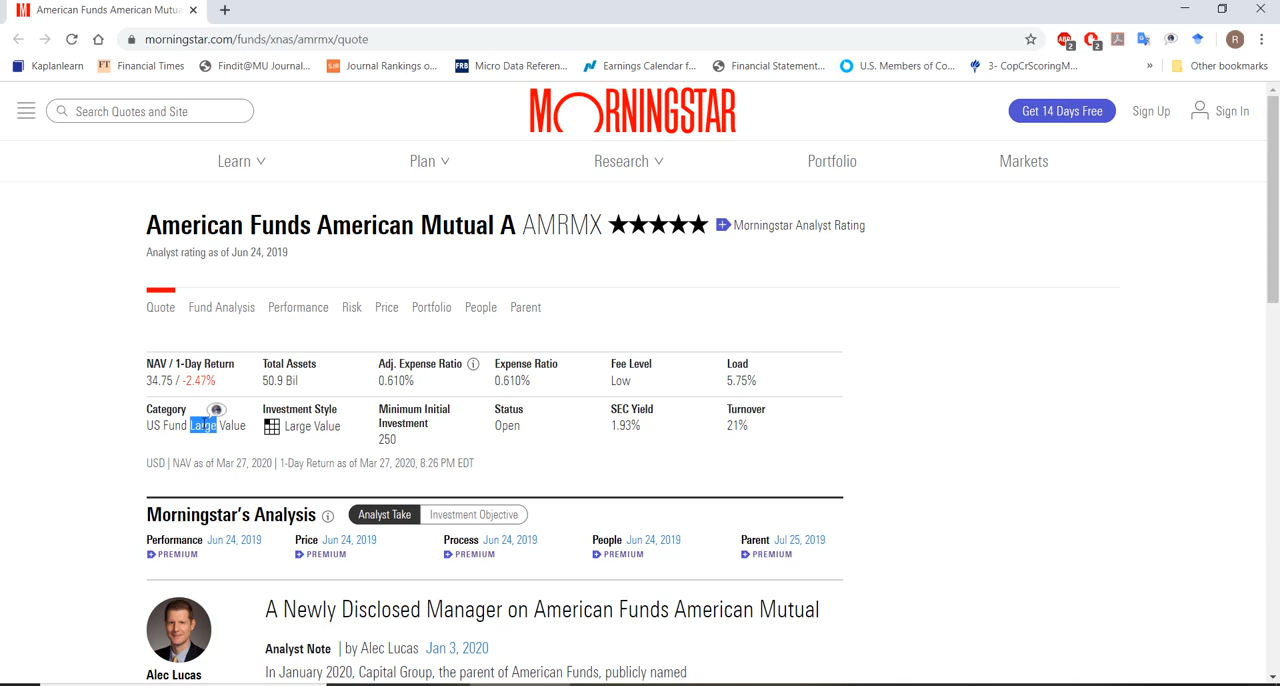 American Funds American Mutua
morningstar.com/funds/xnas/amrmx/quote
2
2
R
Kaplanlearn
FT Financial Times
Findit@MU Journal...
Journal Rankings o...
FRB Micro Data Referen...
Earnings Calendar f...
Financial Statement...
U.S. Members of Co...
3- CopCrScoringM...
»
Other bookmarks
Search Quotes and Site
MORNINGSTAR
Get 14 Days Free
Sign Up
Sign In
Learn
Plan
Research
Portfolio
Markets
American Funds American Mutual A AMRMX ★★★★★ Morningstar Analyst Rating
Analyst rating as of Jun 24, 2019
Quote Fund Analysis Performance Risk Price Portfolio People Parent
NAV / 1-Day Return Total Assets Adj. Expense Ratio Expense Ratio Fee Level Load
34.75 / -2.47% 50.9 Bil 0.610% 0.610% Low 5.75%
Category Investment Style Minimum Initial Investment Status SEC Yield Turnover
US Fund Large Value Large Value 250 Open 1.93% 21%
USD | NAV as of Mar 27, 2020 | 1-Day Return as of Mar 27, 2020, 8:26 PM EDT
Morningstar's Analysis Analyst Take Investment Objective
Performance Jun 24, 2019 Price Jun 24, 2019 Process Jun 24, 2019 People Jun 24, 2019 Parent Jul 25, 2019
PREMIUM PREMIUM PREMIUM PREMIUM PREMIUM
A Newly Disclosed Manager on American Funds American Mutual
Analyst Note | by Alec Lucas Jan 3, 2020
Alec Lucas
In January 2020, Capital Group, the parent of American Funds, publicly named